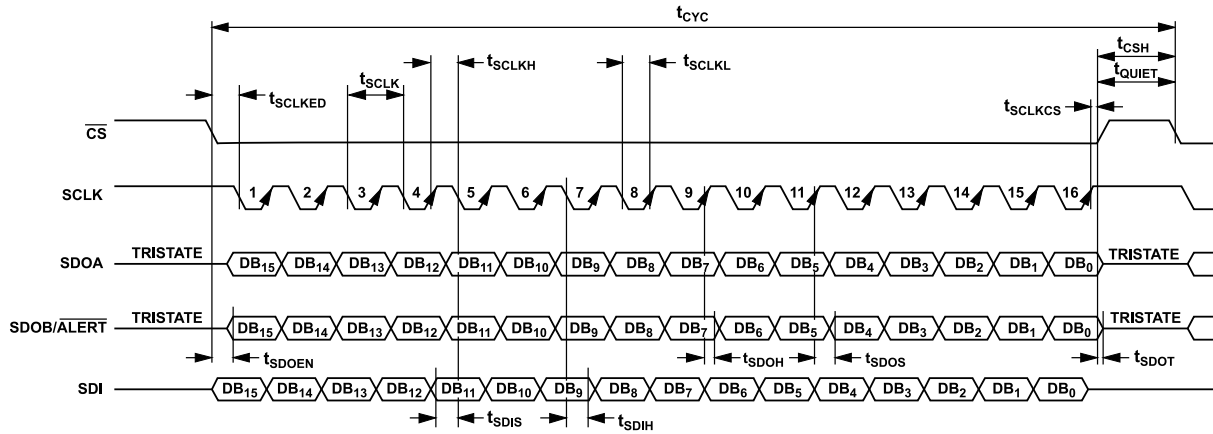 tCYC
tCSH
tSCLKH
tSCLKL
tQUIET
tSCLK
tSCLKED
tSCLKCS
CS
SCLK 1 2 3 4 5 6 7 8 9 10 11 12 13 14 15 16
TRISTATE
SDOA DB15 DB14 DB13 DB12 DB11 DB10 DB9 DB8 DB7 DB6 DB5 DB4 DB3 DB2 DB1 DB0 TRISTATE
TRISTATE
SDOB/ALERT DB15 DB14 DB13 DB12 DB11 DB10 DB9 DB8 DB7 DB6 DB5 DB4 DB3 DB2 DB1 DB0 TRISTATE
tSDOEN tSDOH tSDOS tSDOT
SDI DB15 DB14 DB13 DB12 DB11 DB10 DB9 DB8 DB7 DB6 DB5 DB4 DB3 DB2 DB1 DB0
tSDIS tSDIH